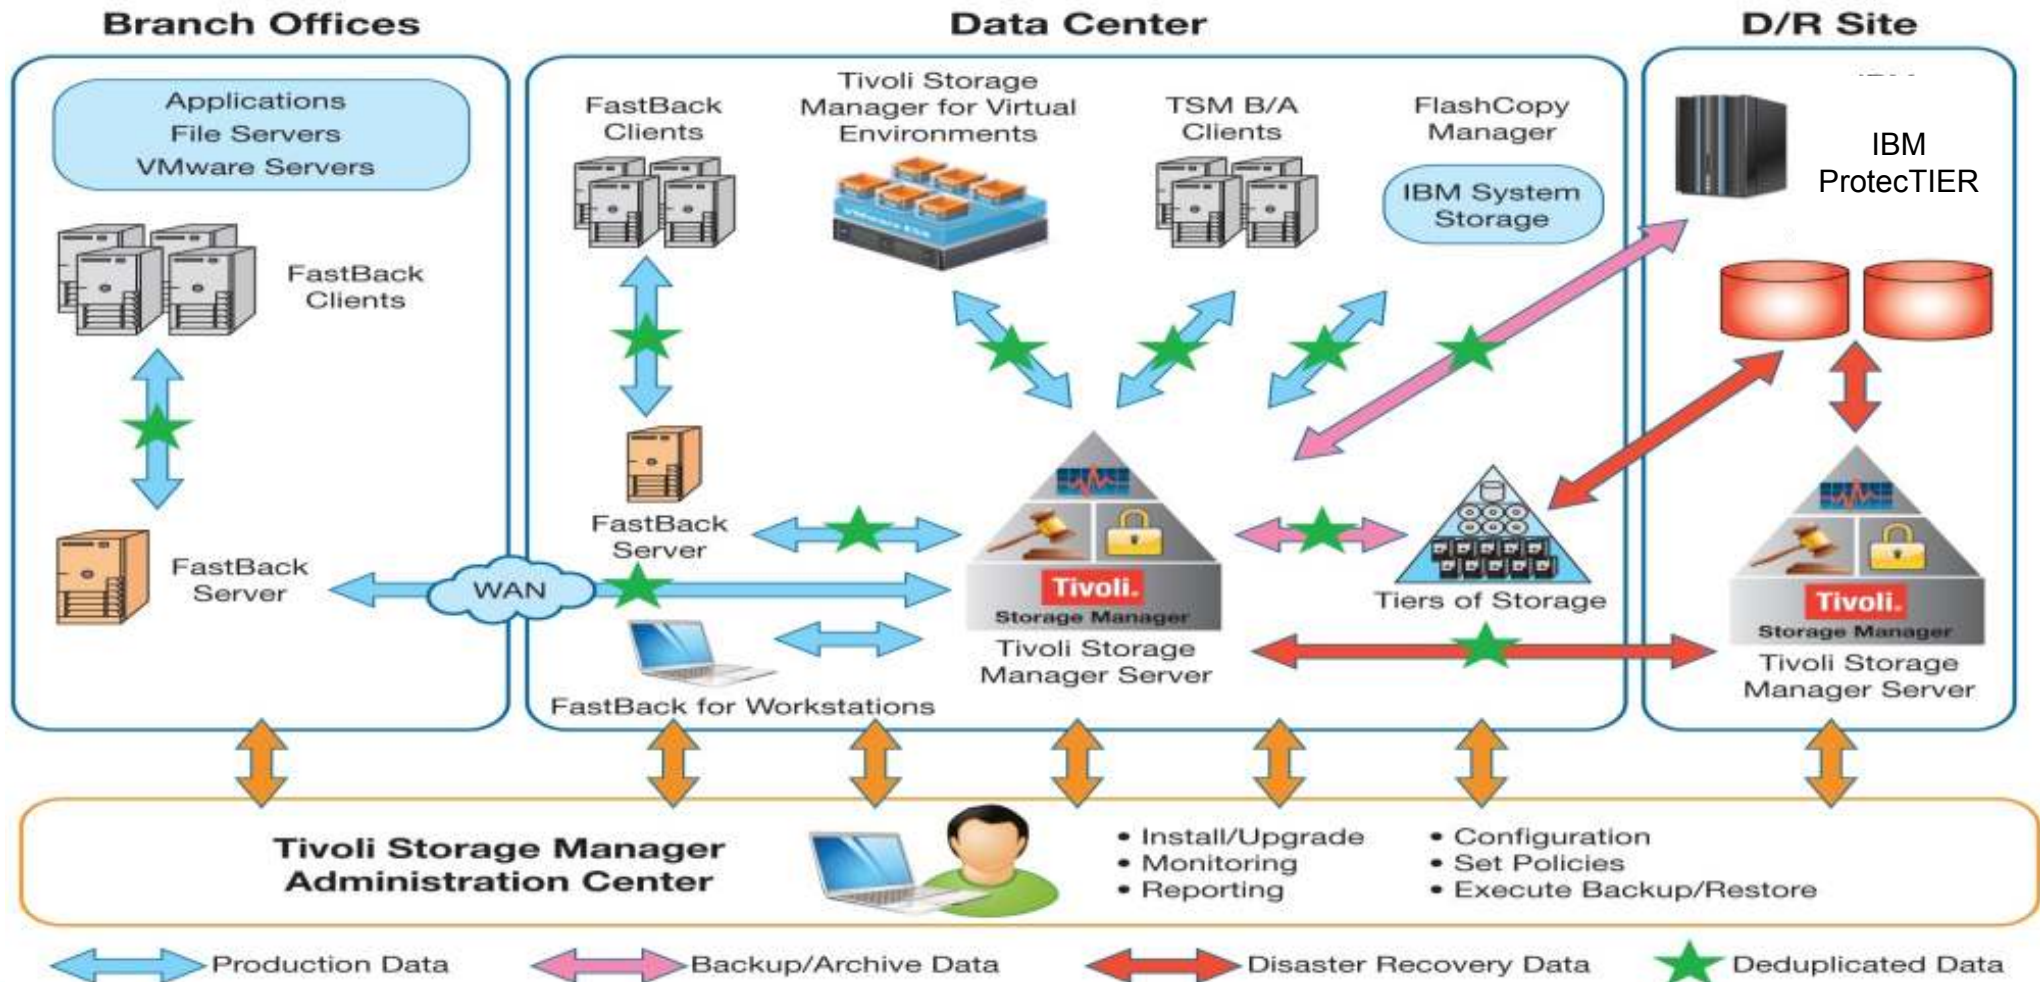 Branch Offices
Data Center
D/R Site
Applications
File Servers
VMware Servers
FastBack
Clients
FastBack
Server
WAN
FastBack
Clients
Tivoli Storage
Manager for Virtual
Environments
TSM B/A
Clients
FlashCopy
Manager
IBM System
Storage
FastBack
Server
FastBack for Workstations
Tivoli.
Storage Manager
Tivoli Storage
Manager Server
Tiers of Storage
IBM
ProtecTIER
Tivoli.
Storage Manager
Tivoli Storage
Manager Server
Tivoli Storage Manager
Administration Center
• Install/Upgrade
• Monitoring
• Reporting
• Configuration
• Set Policies
• Execute Backup/Restore
Production Data
Backup/Archive Data
Disaster Recovery Data
Deduplicated Data